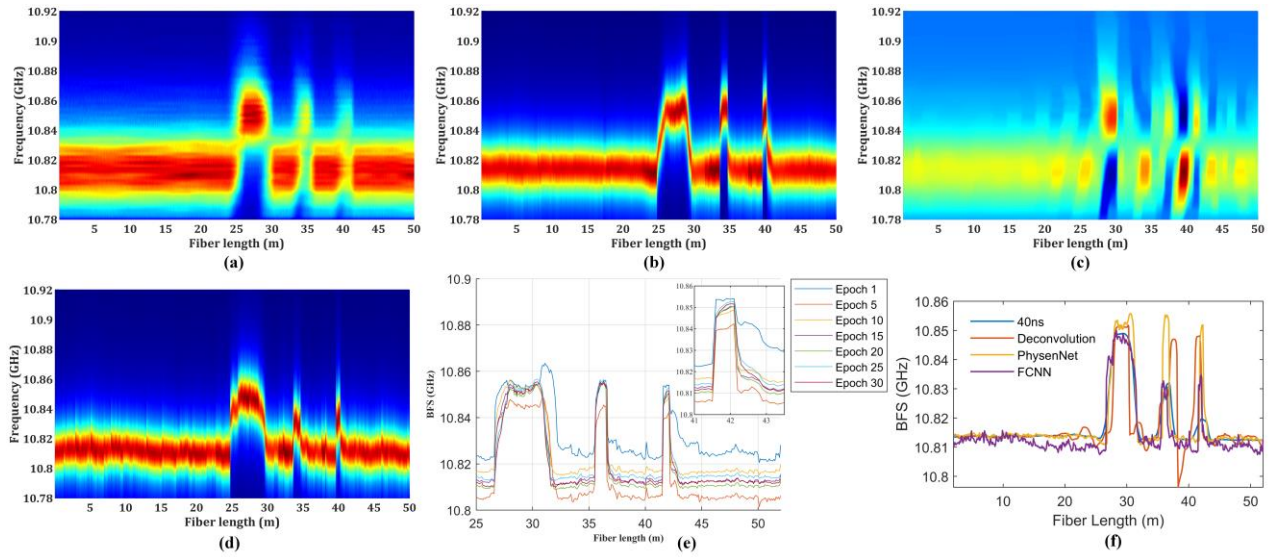 10.92
10.9
10.88
10.86
10.84
10.82
10.8
10.78
Frequency (GHz)
5 10 15 20 25 30 35 40 45 50
Fiber length (m)
(a)
10.92
10.9
10.88
10.86
10.84
10.82
10.8
10.78
Frequency (GHz)
5 10 15 20 25 30 35 40 45 50
Fiber length (m)
(b)
10.92
10.9
10.88
10.86
10.84
10.82
10.8
10.78
Frequency (GHz)
5 10 15 20 25 30 35 40 45 50
Fiber length (m)
(c)
10.92
10.9
10.88
10.86
10.84
10.82
10.8
10.78
Frequency (GHz)
5 10 15 20 25 30 35 40 45 50
Fiber length (m)
(d)
10.9
10.88
10.86
10.84
10.82
10.8
BFS (GHz)
25 30 35 40 45 50
Fiber length (m)
10.86
10.85
10.84
10.83
10.82
10.81
10.8
41 42 43
Epoch 1
Epoch 5
Epoch 10
Epoch 15
Epoch 20
Epoch 25
Epoch 30
(e)
10.86
10.85
10.84
10.83
10.82
10.81
10.8
BFS (GHz)
40ns
Deconvolution
PhysenNet
FCNN
10 20 30 40 50
Fiber Length (m)
(f)